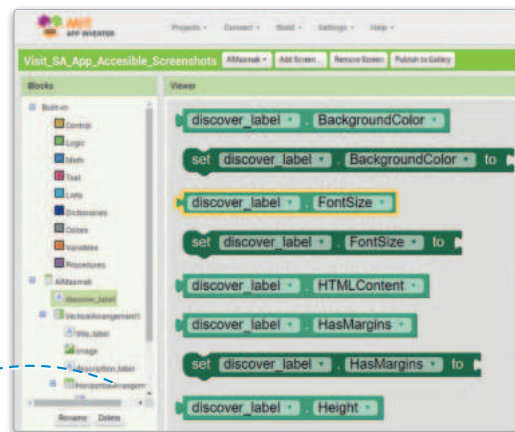 MIT
APP INVENTOR
Projects Connect Build Settings Help
Visit_SA_App_Accesible_Screenshots AlMasmak Add Screen... Remove Screen Publish to Gallery
Blocks
Viewer
Built-in
Control
Logic
Math
Text
Lists
Dictionaries
Colors
Variables
Procedures
AlMasmak
discover_label
VerticalArrangement1
title_label
image
description_label
HorizontalArrangem
Rename Delete
discover_label . BackgroundColor
set discover_label . BackgroundColor to
discover_label . FontSize
set discover_label . FontSize to
discover_label . HTMLContent
discover_label . HasMargins
set discover_label . HasMargins to
discover_label . Height